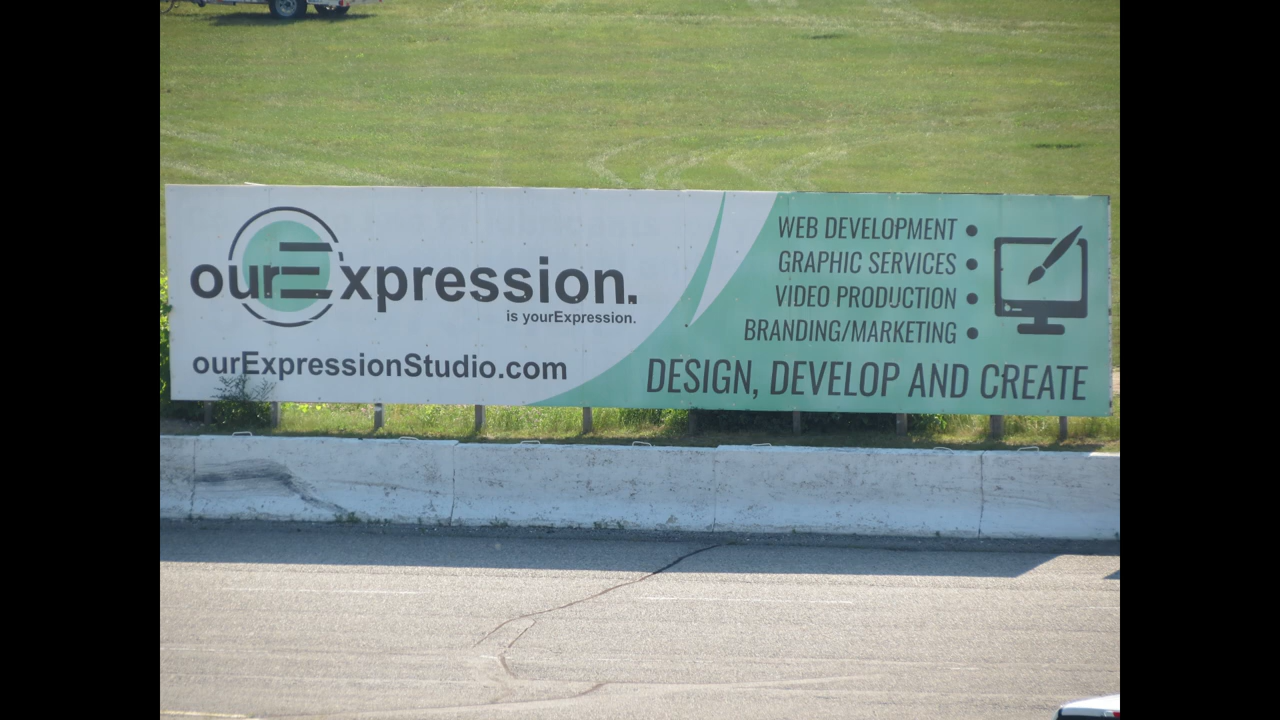 ourExpression.
is yourExpression.
ourExpressionStudio.com
WEB DEVELOPMENT •
GRAPHIC SERVICES •
VIDEO PRODUCTION •
BRANDING/MARKETING •
DESIGN, DEVELOP AND CREATE